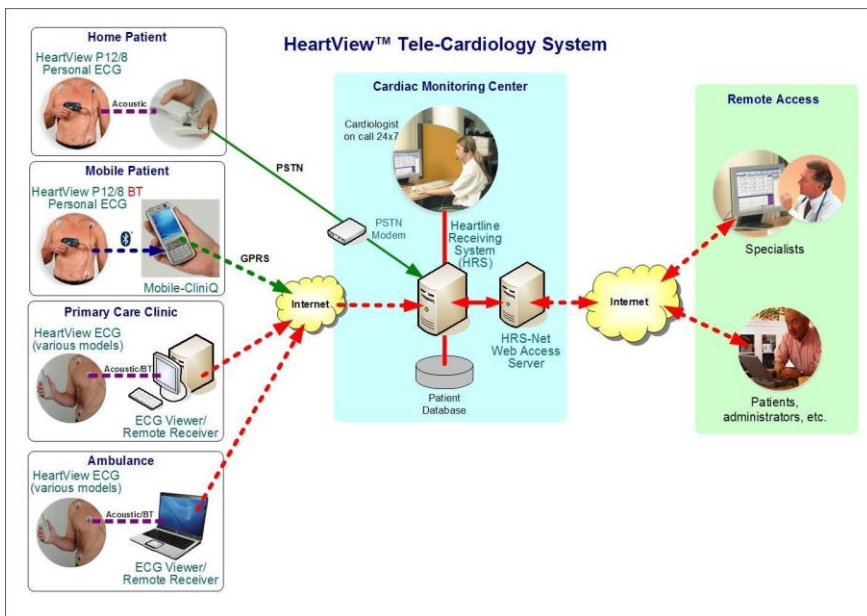 HeartView™ Tele-Cardiology System
Home Patient
HeartView P12/8
Personal ECG
Acoustic
Mobile Patient
HeartView P12/8 BT
Personal ECG
Mobile-CliniQ
Primary Care Clinic
HeartView ECG
(various models)
Acoustic/BT
ECG Viewer/
Remote Receiver
Ambulance
HeartView ECG
(various models)
Acoustic/BT
ECG Viewer/
Remote Receiver
PSTN
GPRS
Internet
Cardiac Monitoring Center
Cardiologist
on call 24x7
PSTN
Modem
Heartline
Receiving
System
(HRS)
HRS-Net
Web Access
Server
Patient
Database
Internet
Remote Access
Specialists
Patients,
administrators, etc.